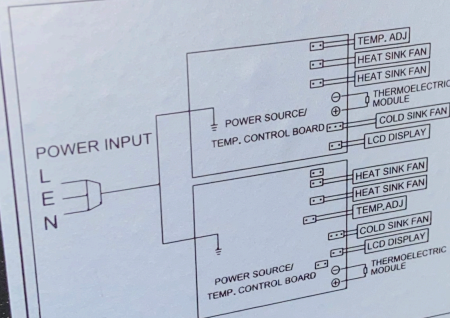 TEMP. ADJ
HEAT SINK FAN
HEAT SINK FAN
THERMOELECTRIC
MODULE
POWER SOURCE/
TEMP. CONTROL BOARD
COLD SINK FAN
LCD DISPLAY
POWER INPUT
L
E
N
HEAT SINK FAN
HEAT SINK FAN
TEMP.ADJ
COLD SINK FAN
LCD DISPLAY
POWER SOURCE/
TEMP. CONTROL BOARD
THERMOELECTRIC
MODULE